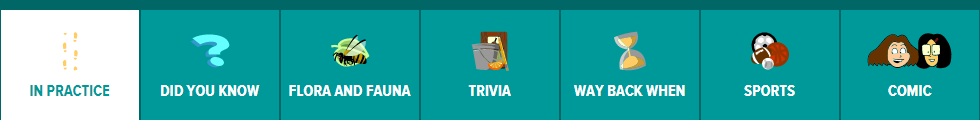 IN PRACTICE
DID YOU KNOW
FLORA AND FAUNA
TRIVIA
WAY BACK WHEN
SPORTS
COMIC